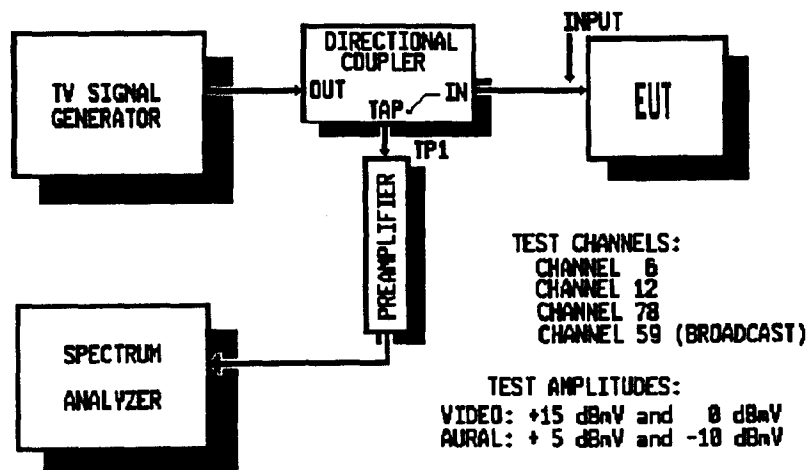 TV SIGNAL
GENERATOR
DIRECTIONAL
COUPLER
OUT
IN
TAP
INPUT
EUT
TP1
PREAMPLIFIER
SPECTRUM
ANALYZER
TEST CHANNELS:
CHANNEL 6
CHANNEL 12
CHANNEL 78
CHANNEL 59 (BROADCAST)
TEST AMPLITUDES:
VIDEO: +15 dBmV and 0 dBmV
AURAL: + 5 dBmV and -10 dBmV